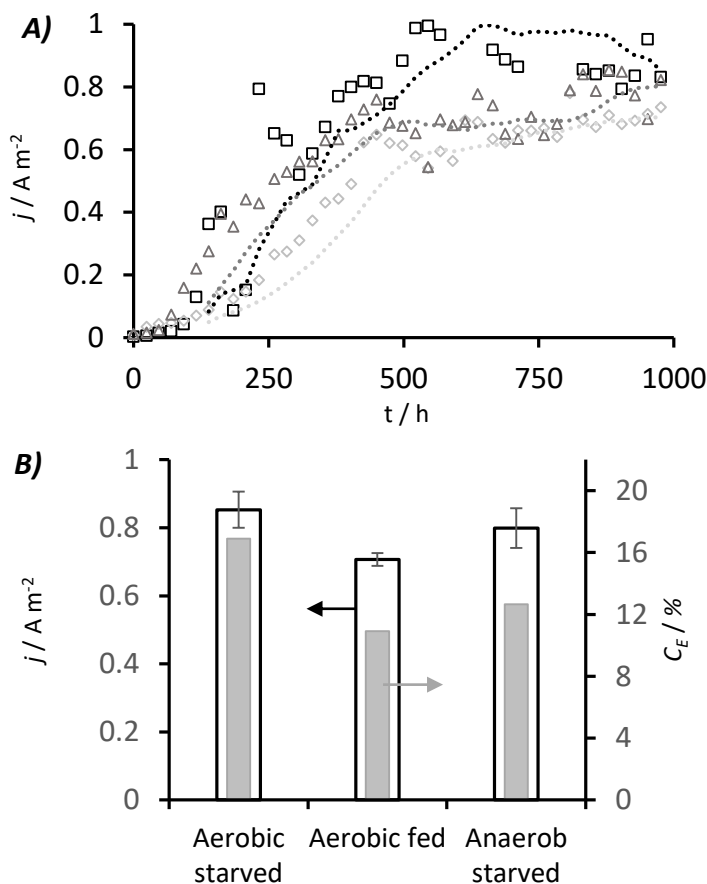 A)
1
0.8
0.6
0.4
0.2
0
j / A m-2
0 250 500 750 1000
t / h
B)
1
0.8
0.6
0.4
0.2
0
j / A m-2
20
16
12
8
4
0
CE / %
Aerobic starved
Aerobic fed
Anaerob starved